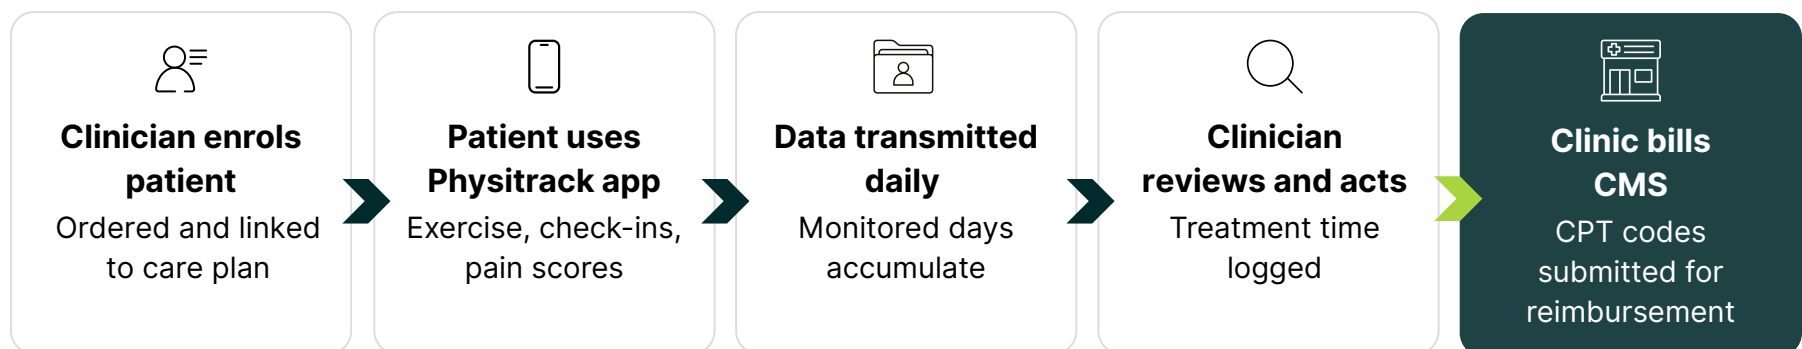 Clinician enrols
patient
Ordered and linked
to care plan
Patient uses
Physitrack app
Exercise, check-ins,
pain scores
Data transmitted
daily
Monitored days
accumulate
Clinician
reviews and acts
Treatment time
logged
Clinic bills
CMS
CPT codes
submitted for
reimbursement